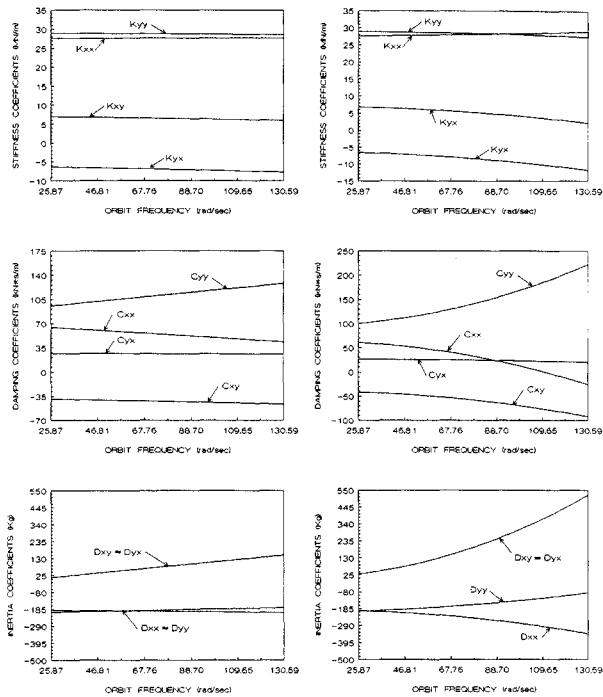 STIFFNESS COEFFICIENTS (MN/m)
35
30
25
20
15
10
5
0
-5
-10
Kyy
Kxx
Kxy
Kyx
25.87 46.81 67.76 88.70 109.65 130.59
ORBIT FREQUENCY (rad/sec)
STIFFNESS COEFFICIENTS (MN/m)
35
30
25
20
15
10
5
0
-5
-10
-15
Kyy
Kxx
Kyx
Kyx
25.87 46.81 67.76 88.70 109.65 130.59
ORBIT FREQUENCY (rad/sec)
DAMPING COEFFICIENTS (kNxs/m)
175
140
105
70
35
0
-35
-70
Cyy
Cxx
Cyx
Cxy
25.87 46.81 67.76 88.70 109.65 130.59
ORBIT FREQUENCY (rad/sec)
DAMPING COEFFICIENTS (kNxs/m)
250
200
150
100
50
0
-50
-100
Cyy
Cxx
Cyx
Cxy
25.87 46.81 67.76 88.70 109.65 130.59
ORBIT FREQUENCY (rad/sec)
INERTIA COEFFICIENTS (Kg)
550
445
340
235
130
25
-80
-185
-290
-395
-500
Dxy = Dyx
Dxx = Dyy
25.87 46.81 67.76 88.70 109.65 130.59
ORBIT FREQUENCY (rad/sec)
INERTIA COEFFICIENTS (Kg)
550
445
340
235
130
25
-80
-185
-290
-395
-500
Dxy = Dyx
Dyy
Dxx
25.87 46.81 67.76 88.70 109.65 130.59
ORBIT FREQUENCY (rad/sec)